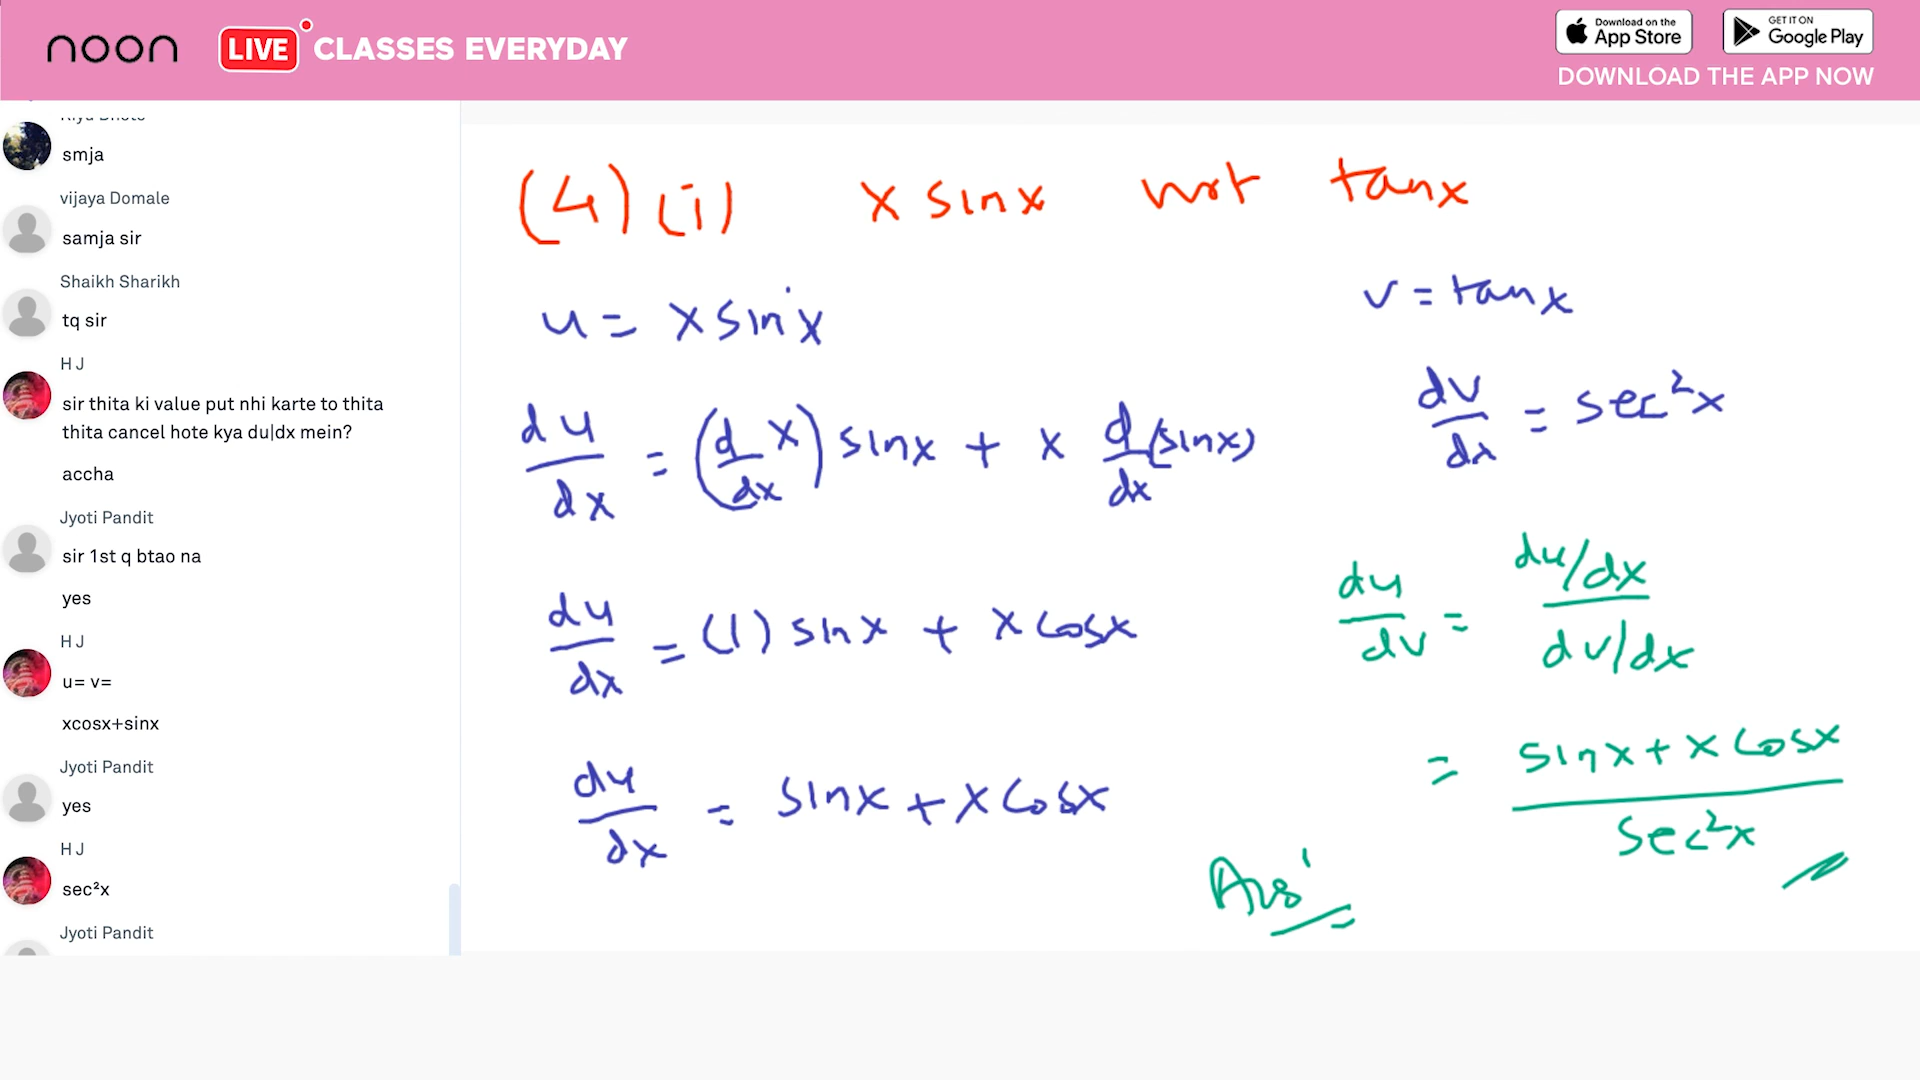 noon LIVE CLASSES EVERYDAY
Download on the App Store
GET IT ON Google Play
DOWNLOAD THE APP NOW
smja
vijaya Domale
samja sir
Shaikh Sharikh
tq sir
H J
sir thita ki value put nhi karte to thita
thita cancel hote kya du|dx mein?
accha
Jyoti Pandit
sir 1st q btao na
yes
H J
u= v=
xcosx+sinx
Jyoti Pandit
yes
H J
sec²x
Jyoti Pandit
(4) (i) x sinx wrt tanx
u = x sinx
du/dx = (d/dx x) sinx + x d/dx (sinx)
du/dx = (1) sinx + x cosx
du/dx = sinx + x cosx
v = tanx
dv/dx = sec²x
du/dv = du/dx / dv/dx
= sinx + x cosx / sec²x
Ans